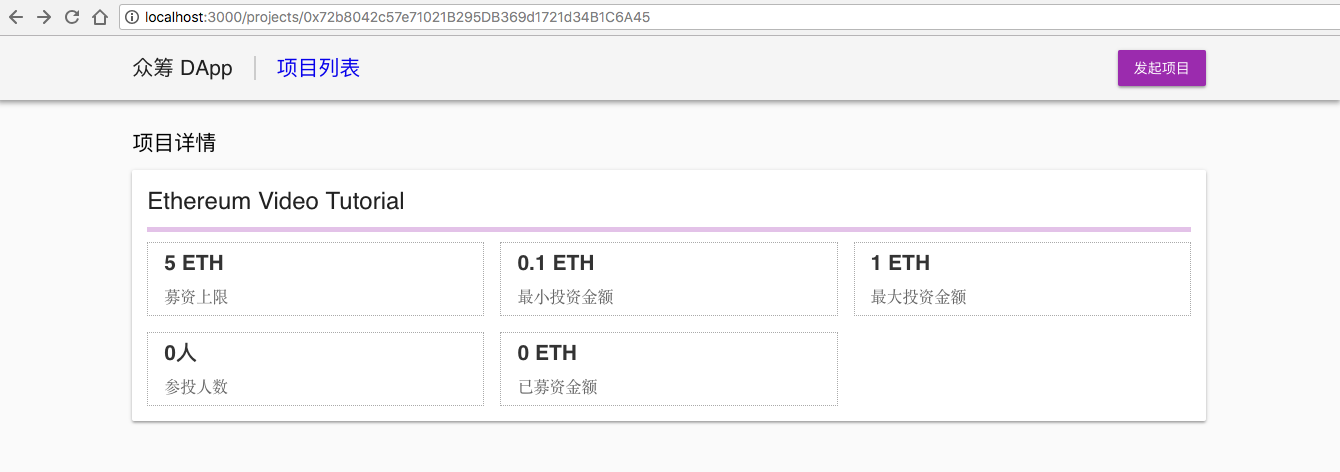 localhost:3000/projects/0x72b8042c57e71021B295DB369d1721d34B1C6A45
众筹 DApp 项目列表 发起项目
项目详情
Ethereum Video Tutorial
5 ETH 0.1 ETH 1 ETH
募资上限 最小投资金额 最大投资金额
0人 0 ETH
参投人数 已募资金额